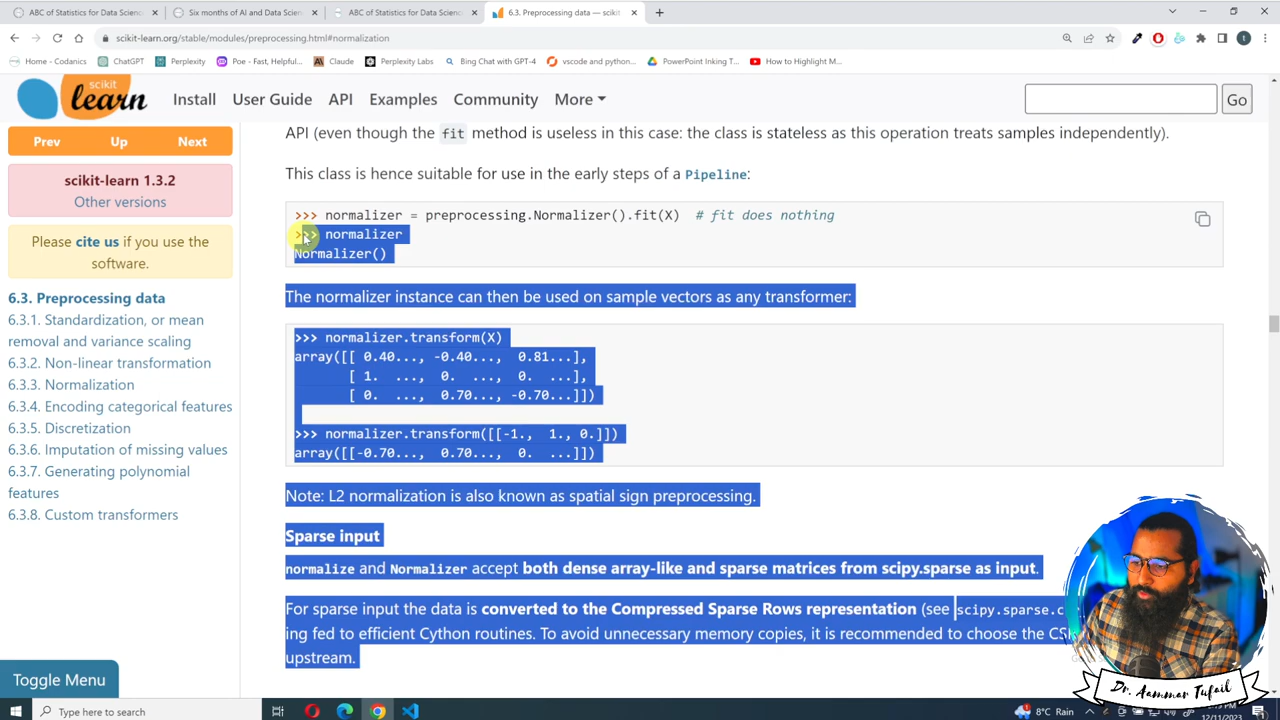 ABC of Statistics for Data Scien
Six months of AI and Data Scien
ABC of Statistics for Data Scien
6.3. Preprocessing data — scikit
scikit-learn.org/stable/modules/preprocessing.html#normalization
Home - Codanics
ChatGPT
Perplexity
Poe - Fast, Helpful...
Claude
Perplexity Labs
Bing Chat with GPT-4
vscode and python...
PowerPoint Inking T...
How to Highlight M...
scikit
learn
Install
User Guide
API
Examples
Community
More
Go
Prev
Up
Next
scikit-learn 1.3.2
Other versions
Please cite us if you use the
software.
6.3. Preprocessing data
6.3.1. Standardization, or mean
removal and variance scaling
6.3.2. Non-linear transformation
6.3.3. Normalization
6.3.4. Encoding categorical features
6.3.5. Discretization
6.3.6. Imputation of missing values
6.3.7. Generating polynomial
features
6.3.8. Custom transformers
Toggle Menu
API (even though the fit method is useless in this case: the class is stateless as this operation treats samples independently).
This class is hence suitable for use in the early steps of a Pipeline:
>>> normalizer = preprocessing.Normalizer().fit(X)  # fit does nothing
>>> normalizer
Normalizer()
The normalizer instance can then be used on sample vectors as any transformer:
>>> normalizer.transform(X)
array([[ 0.40..., -0.40...,  0.81...],
[ 1.  ...,  0.  ...,  0.  ...],
[ 0.  ...,  0.70..., -0.70...]])
>>> normalizer.transform([[-1.,  1., 0.]])
array([[-0.70...,  0.70...,  0.  ...]])
Note: L2 normalization is also known as spatial sign preprocessing.
Sparse input
normalize and Normalizer accept both dense array-like and sparse matrices from scipy.sparse as input.
For sparse input the data is converted to the Compressed Sparse Rows representation (see scipy.sparse.c
ing fed to efficient Cython routines. To avoid unnecessary memory copies, it is recommended to choose the CS
upstream.
Dr. Aammar Tufail
Type here to search
8°C Rain
12/11/2023